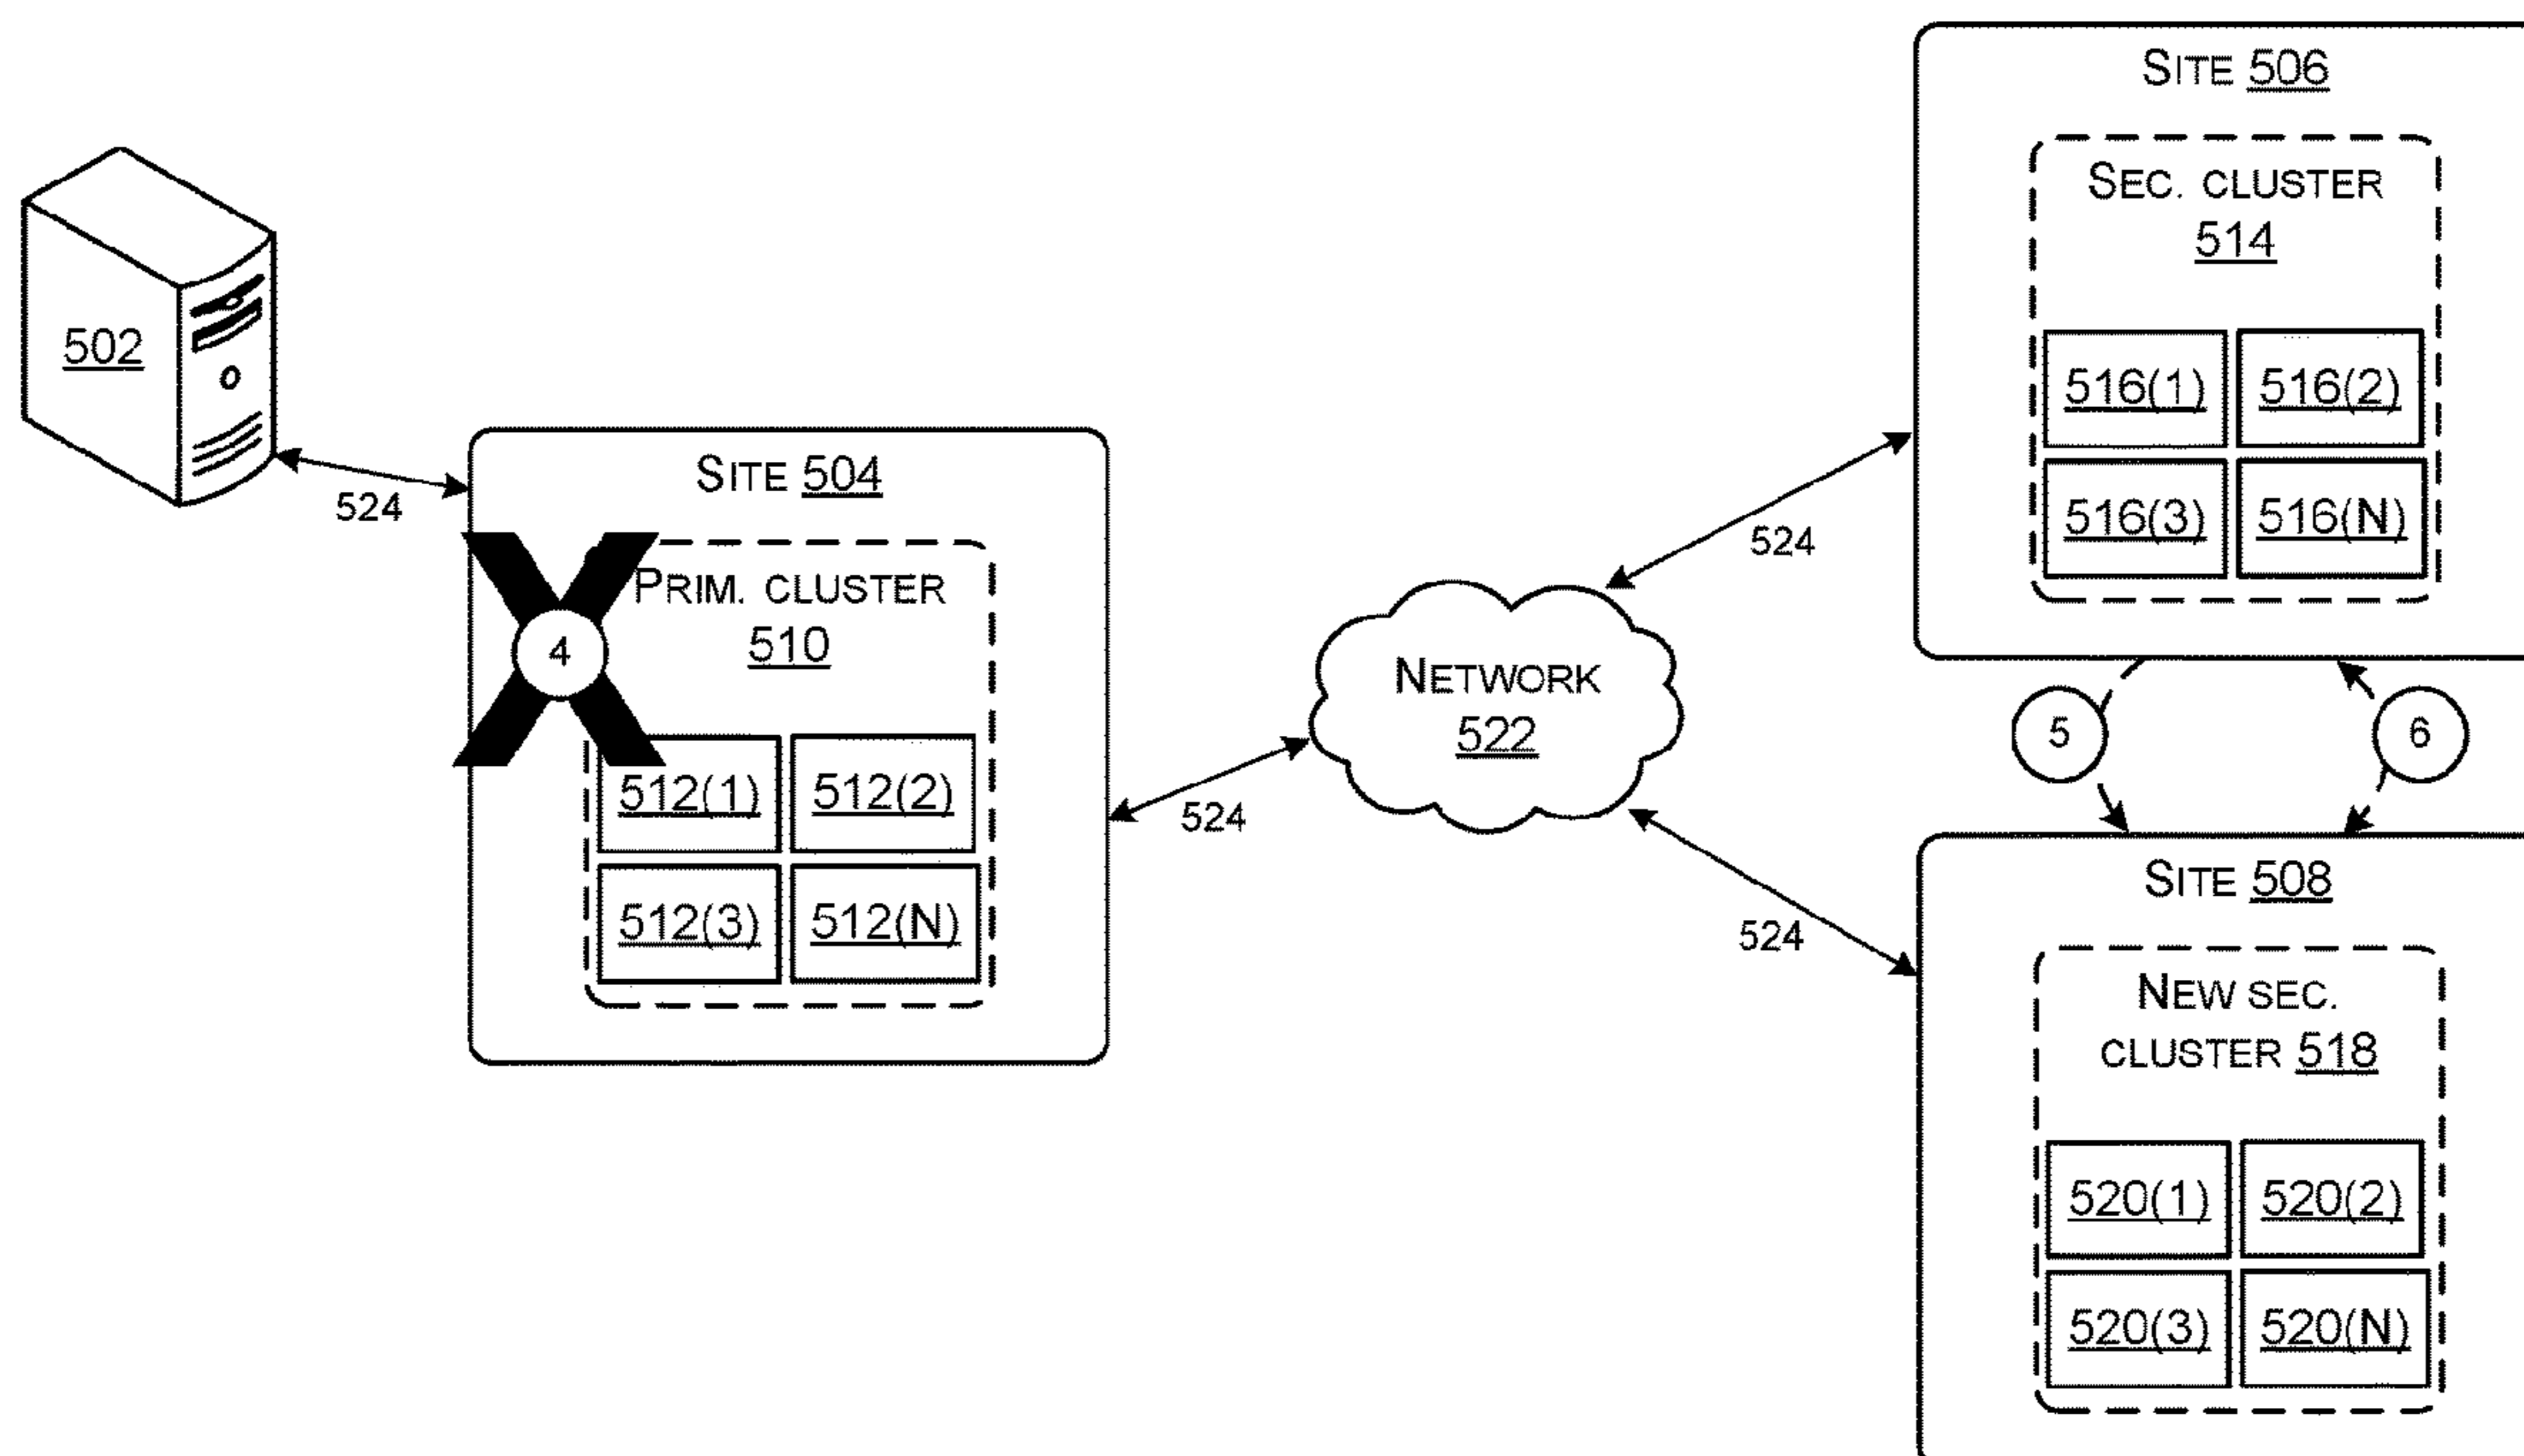 502
524
SITE 504
PRIM. CLUSTER
510
4
512(1) 512(2)
512(3) 512(N)
524
NETWORK
522
524
524
SITE 506
SEC. CLUSTER
514
516(1) 516(2)
516(3) 516(N)
5
6
SITE 508
NEW SEC.
CLUSTER 518
520(1) 520(2)
520(3) 520(N)